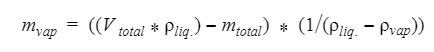 m_vap = ((V_total * ρ_liq.) – m_total) * (1/(ρ_liq. – ρ_vap))